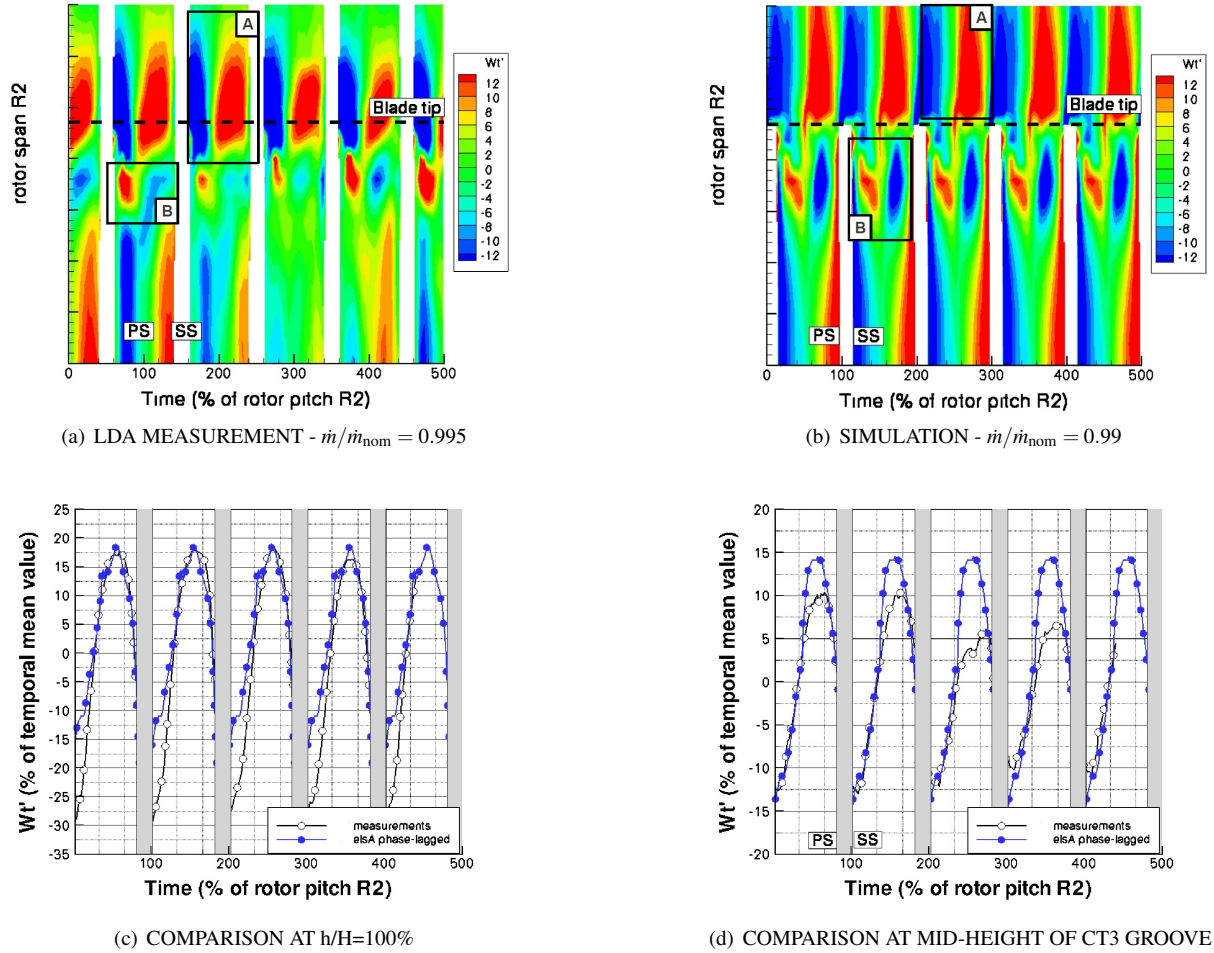 A
Wt'
12
10
8
6
4
2
0
-2
-4
-6
-8
-10
-12
Blade tip
B
PS
SS
rotor span R2
0
100
200
300
400
500
Time (% of rotor pitch R2)
(a) LDA MEASUREMENT - ṁ/ṁnom = 0.995
A
Wt'
12
10
8
6
4
2
0
-2
-4
-6
-8
-10
-12
Blade tip
B
PS
SS
rotor span R2
0
100
200
300
400
500
Time (% of rotor pitch R2)
(b) SIMULATION - ṁ/ṁnom = 0.99
Wt' (% of temporal mean value)
25
20
15
10
5
0
-5
-10
-15
-20
-25
-30
-35
measurements
elsA phase-lagged
100
200
300
400
500
Time (% of rotor pitch R2)
(c) COMPARISON AT h/H=100%
Wt' (% of temporal mean value)
20
15
10
5
0
-5
-10
-15
-20
measurements
elsA phase-lagged
PS
SS
100
200
300
400
500
Time (% of rotor pitch R2)
(d) COMPARISON AT MID-HEIGHT OF CT3 GROOVE